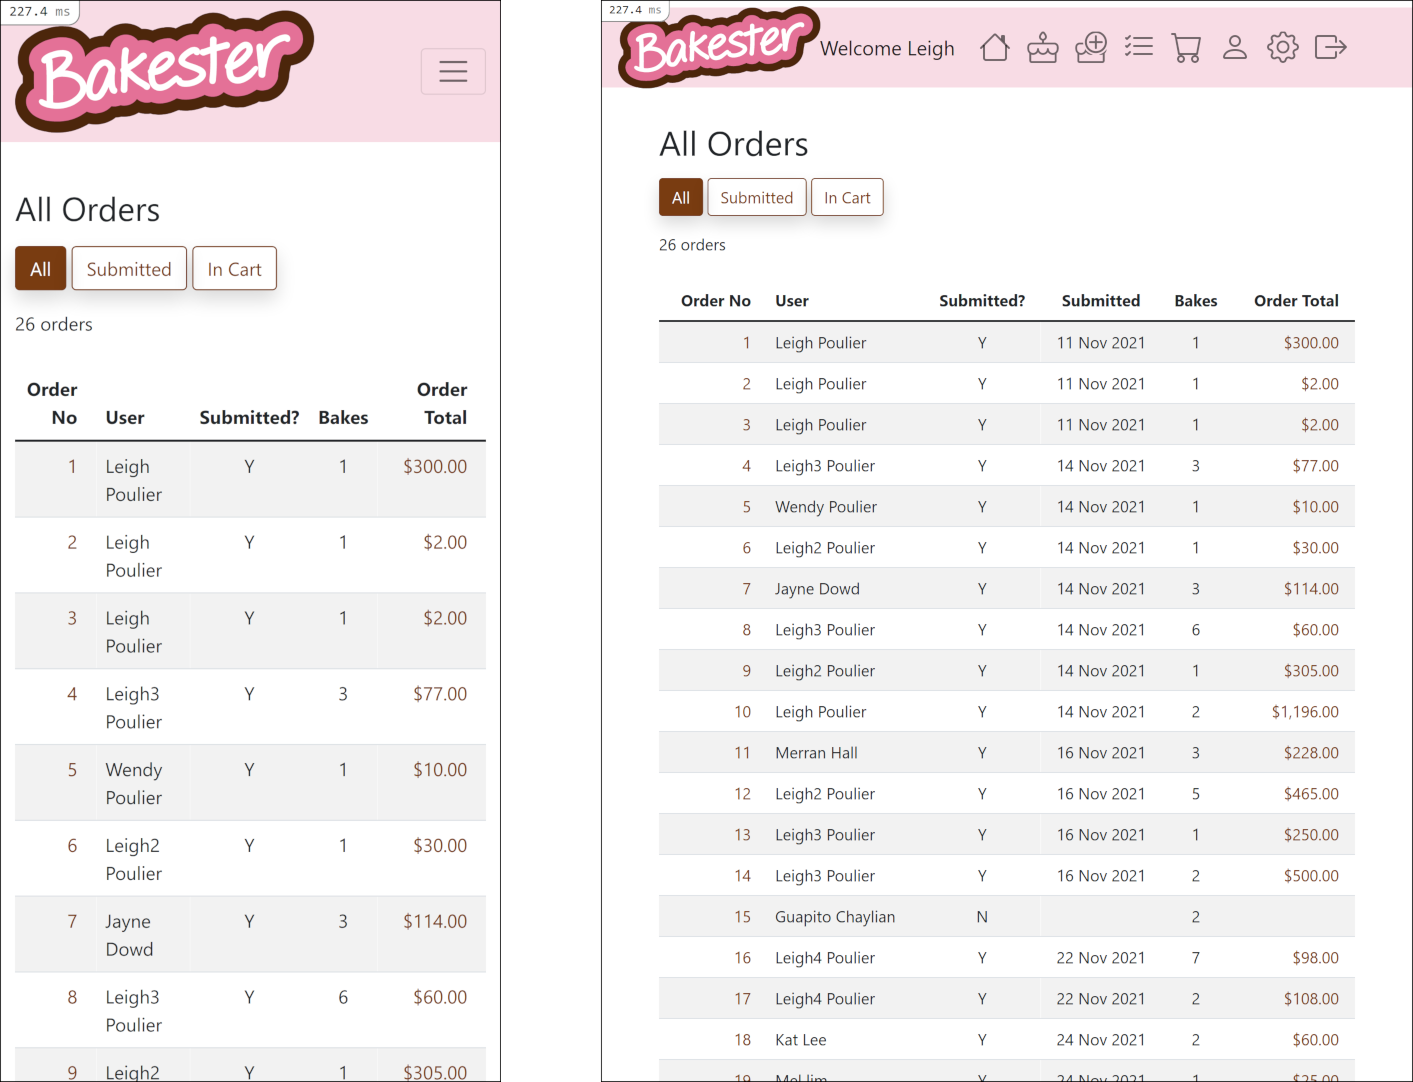 227.4 ms
Bakester
All Orders
All Submitted In Cart
26 orders
Order No User Submitted? Bakes Order Total
1 Leigh Poulier Y 1 $300.00
2 Leigh Poulier Y 1 $2.00
3 Leigh Poulier Y 1 $2.00
4 Leigh3 Poulier Y 3 $77.00
5 Wendy Poulier Y 1 $10.00
6 Leigh2 Poulier Y 1 $30.00
7 Jayne Dowd Y 3 $114.00
8 Leigh3 Poulier Y 6 $60.00
9 Leigh2 Y 1 $305.00
227.4 ms
Bakester Welcome Leigh
All Orders
All Submitted In Cart
26 orders
Order No User Submitted? Submitted Bakes Order Total
1 Leigh Poulier Y 11 Nov 2021 1 $300.00
2 Leigh Poulier Y 11 Nov 2021 1 $2.00
3 Leigh Poulier Y 11 Nov 2021 1 $2.00
4 Leigh3 Poulier Y 14 Nov 2021 3 $77.00
5 Wendy Poulier Y 14 Nov 2021 1 $10.00
6 Leigh2 Poulier Y 14 Nov 2021 1 $30.00
7 Jayne Dowd Y 14 Nov 2021 3 $114.00
8 Leigh3 Poulier Y 14 Nov 2021 6 $60.00
9 Leigh2 Poulier Y 14 Nov 2021 1 $305.00
10 Leigh Poulier Y 14 Nov 2021 2 $1,196.00
11 Merran Hall Y 16 Nov 2021 3 $228.00
12 Leigh2 Poulier Y 16 Nov 2021 5 $465.00
13 Leigh3 Poulier Y 16 Nov 2021 1 $250.00
14 Leigh3 Poulier Y 16 Nov 2021 2 $500.00
15 Guapito Chaylian N 2
16 Leigh4 Poulier Y 22 Nov 2021 7 $98.00
17 Leigh4 Poulier Y 22 Nov 2021 2 $108.00
18 Kat Lee Y 24 Nov 2021 2 $60.00
19 Y 24 Nov 2021 1 $25.00